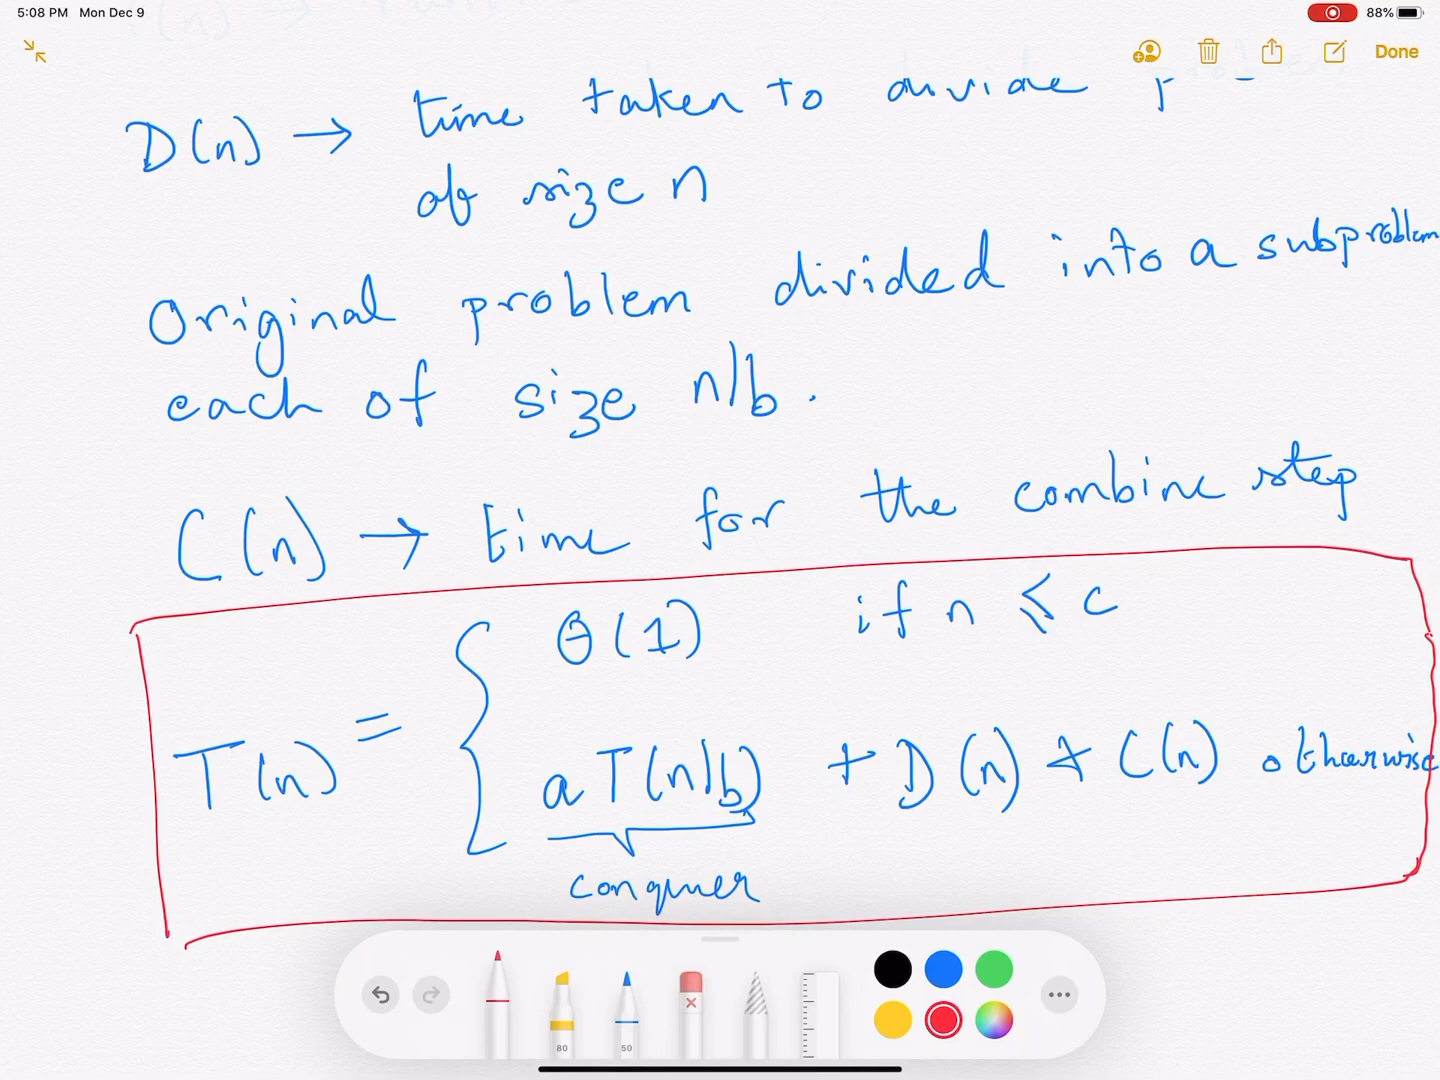 5:08 PM Mon Dec 9
88%
Done
D(n) → time taken to divide
of size n
Original problem divided into a subproblem
each of size n/b.
C(n) → time for the combine step
T(n) = { θ(1) if n ≤ c
a T(n/b) + D(n) + C(n) otherwise
conquer
80
50